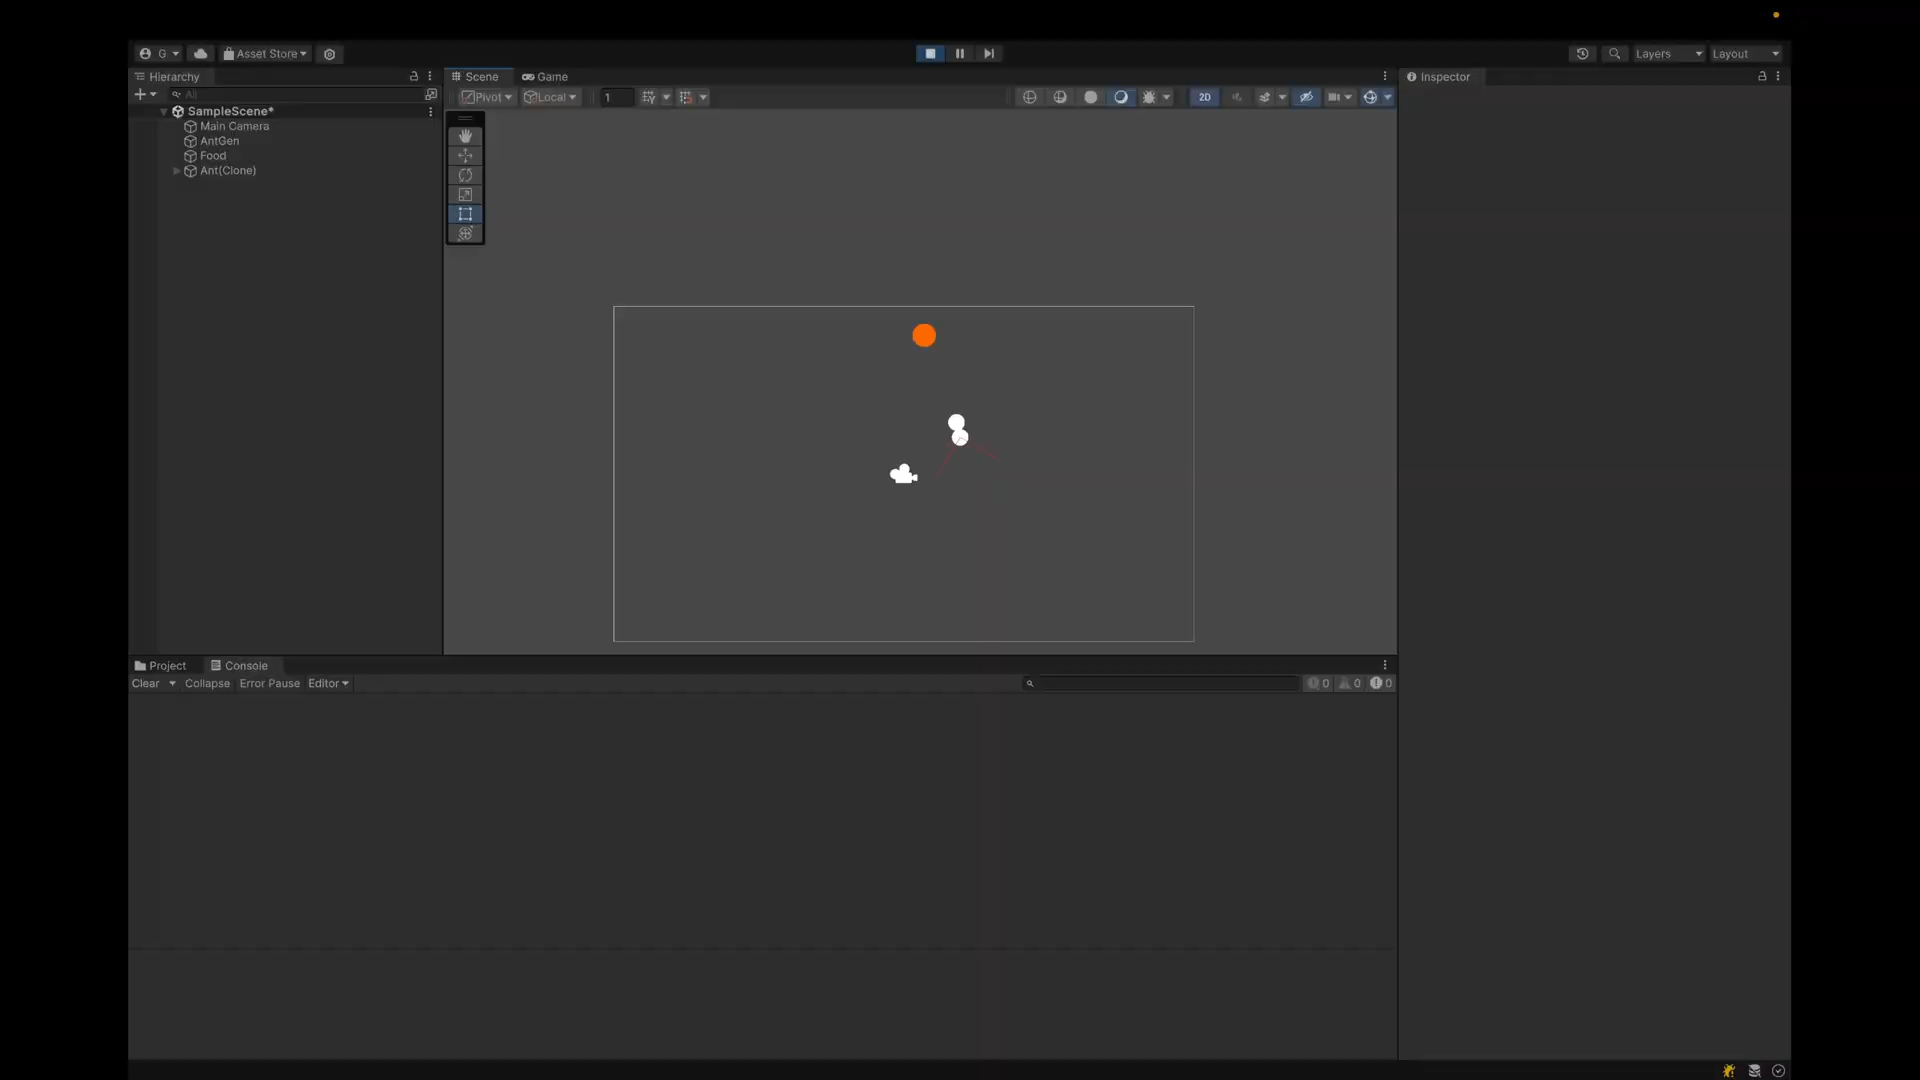 G
Asset Store
Layers
Layout
Hierarchy
Scene
Game
Inspector
All
Pivot
Local
1
2D
SampleScene*
Main Camera
AntGen
Food
Ant(Clone)
Project
Console
Clear
Collapse
Error Pause
Editor
0
0
0